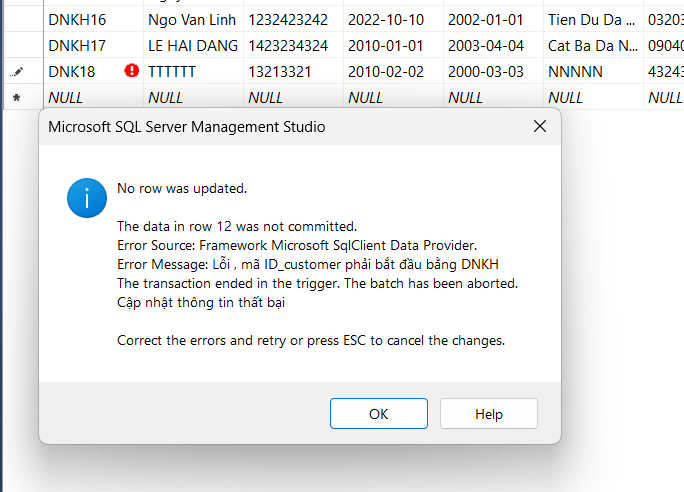 DNKH16 Ngo Van Linh 1232423242 2022-10-10 2002-01-01 Tien Du Da ... 03203
DNKH17 LE HAI DANG 1423234324 2010-01-01 2003-04-04 Cat Ba Da N... 09040
DNK18 TTTTTT 13213321 2010-02-02 2000-03-03 NNNNN 43243
NULL NULL NULL NULL NULL NULL NULL
Microsoft SQL Server Management Studio
No row was updated.
The data in row 12 was not committed.
Error Source: Framework Microsoft SqlClient Data Provider.
Error Message: Lỗi , mã ID_customer phải bắt đầu bằng DNKH
The transaction ended in the trigger. The batch has been aborted.
Cập nhật thông tin thất bại
Correct the errors and retry or press ESC to cancel the changes.
OK Help